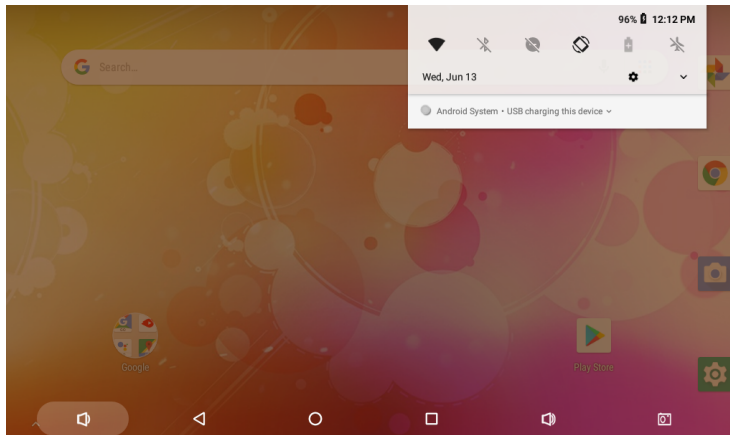 96% 12:12 PM
Search...
Wed, Jun 13
Android System • USB charging this device
Google
Play Store